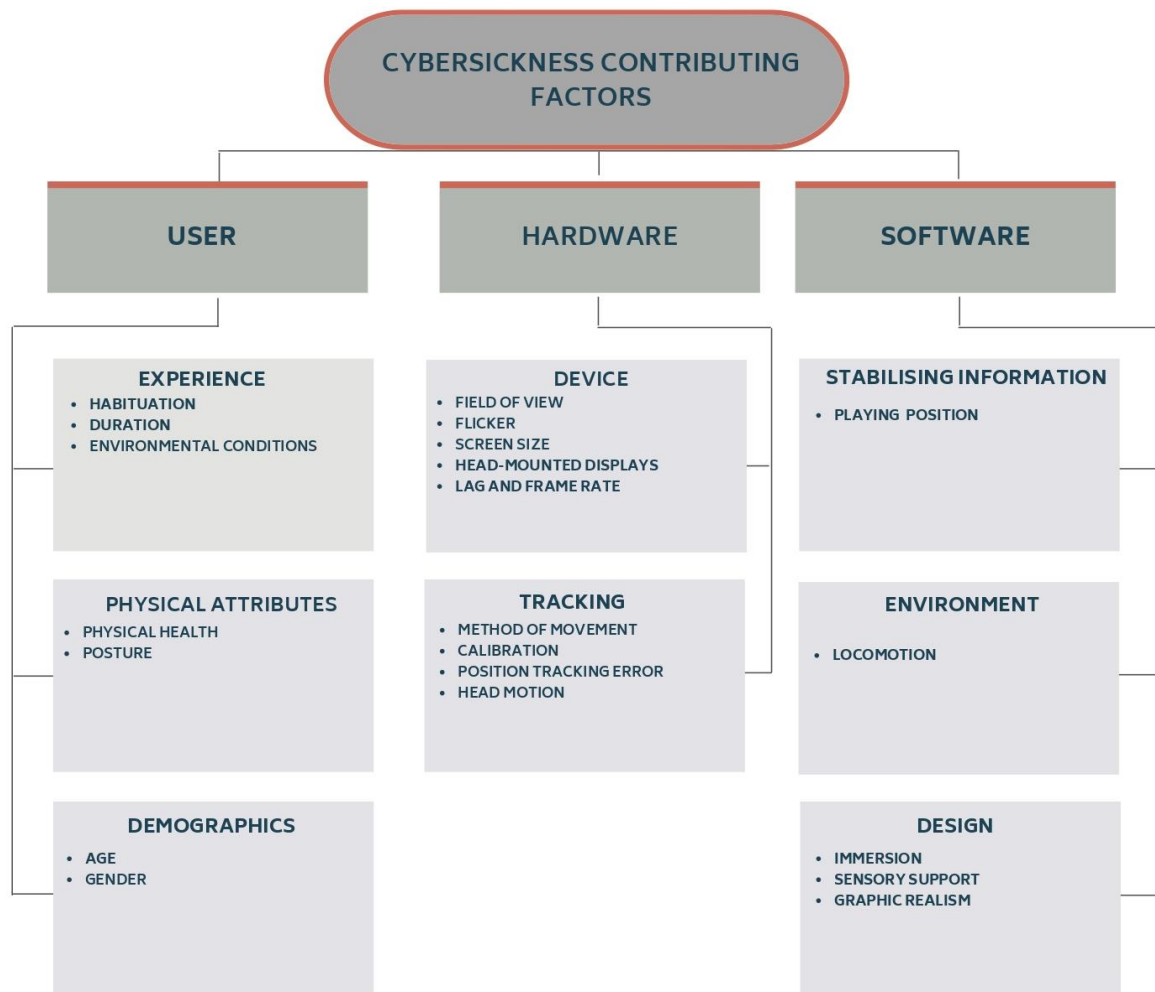 CYBERSICKNESS CONTRIBUTING
FACTORS
USER
HARDWARE
SOFTWARE
EXPERIENCE
• HABITUATION
• DURATION
• ENVIRONMENTAL CONDITIONS
DEVICE
• FIELD OF VIEW
• FLICKER
• SCREEN SIZE
• HEAD-MOUNTED DISPLAYS
• LAG AND FRAME RATE
STABILISING INFORMATION
• PLAYING POSITION
PHYSICAL ATTRIBUTES
• PHYSICAL HEALTH
• POSTURE
TRACKING
• METHOD OF MOVEMENT
• CALIBRATION
• POSITION TRACKING ERROR
• HEAD MOTION
ENVIRONMENT
• LOCOMOTION
DEMOGRAPHICS
• AGE
• GENDER
DESIGN
• IMMERSION
• SENSORY SUPPORT
• GRAPHIC REALISM